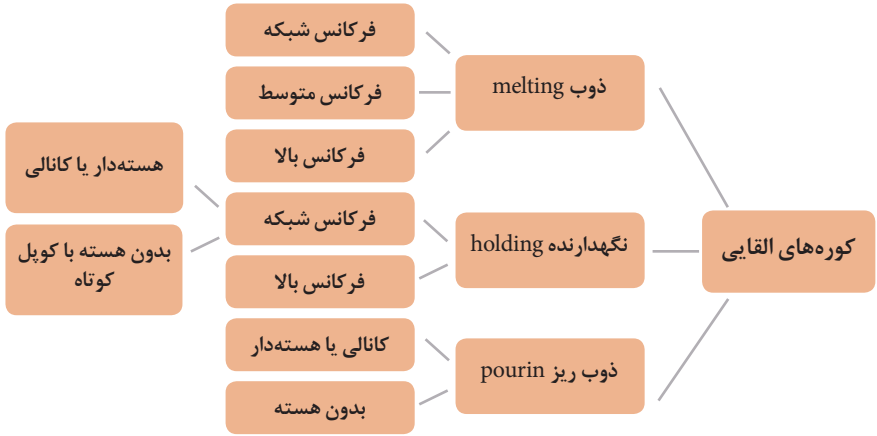 کوره‌های القایی
ذوب melting
فرکانس شبکه
فرکانس متوسط
فرکانس بالا
نگهدارنده holding
فرکانس شبکه
هسته‌دار یا کانالی
بدون هسته با کوپل
کوتاه
فرکانس بالا
ذوب ریز pourin
کانالی یا هسته‌دار
بدون هسته